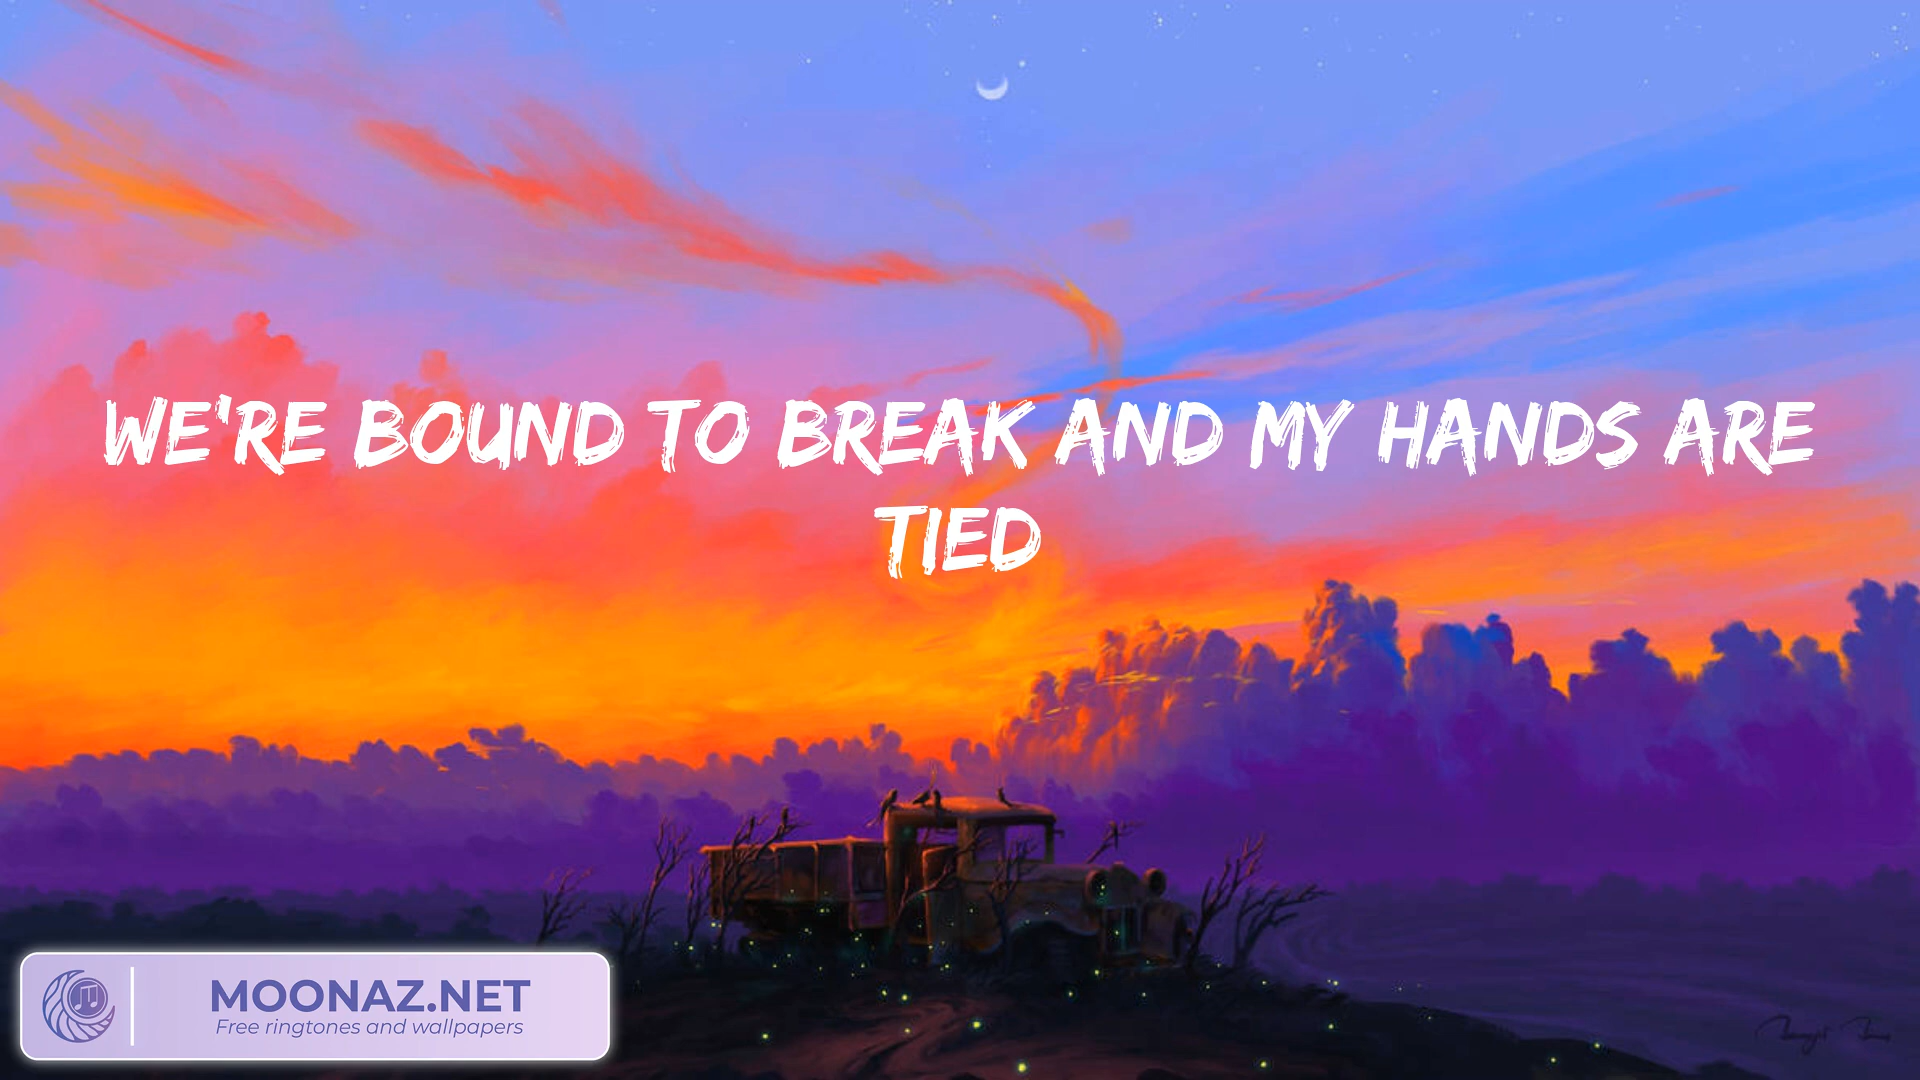 WE'RE BOUND TO BREAK AND MY HANDS ARE
TIED
MOONAZ.NET
Free ringtones and wallpapers